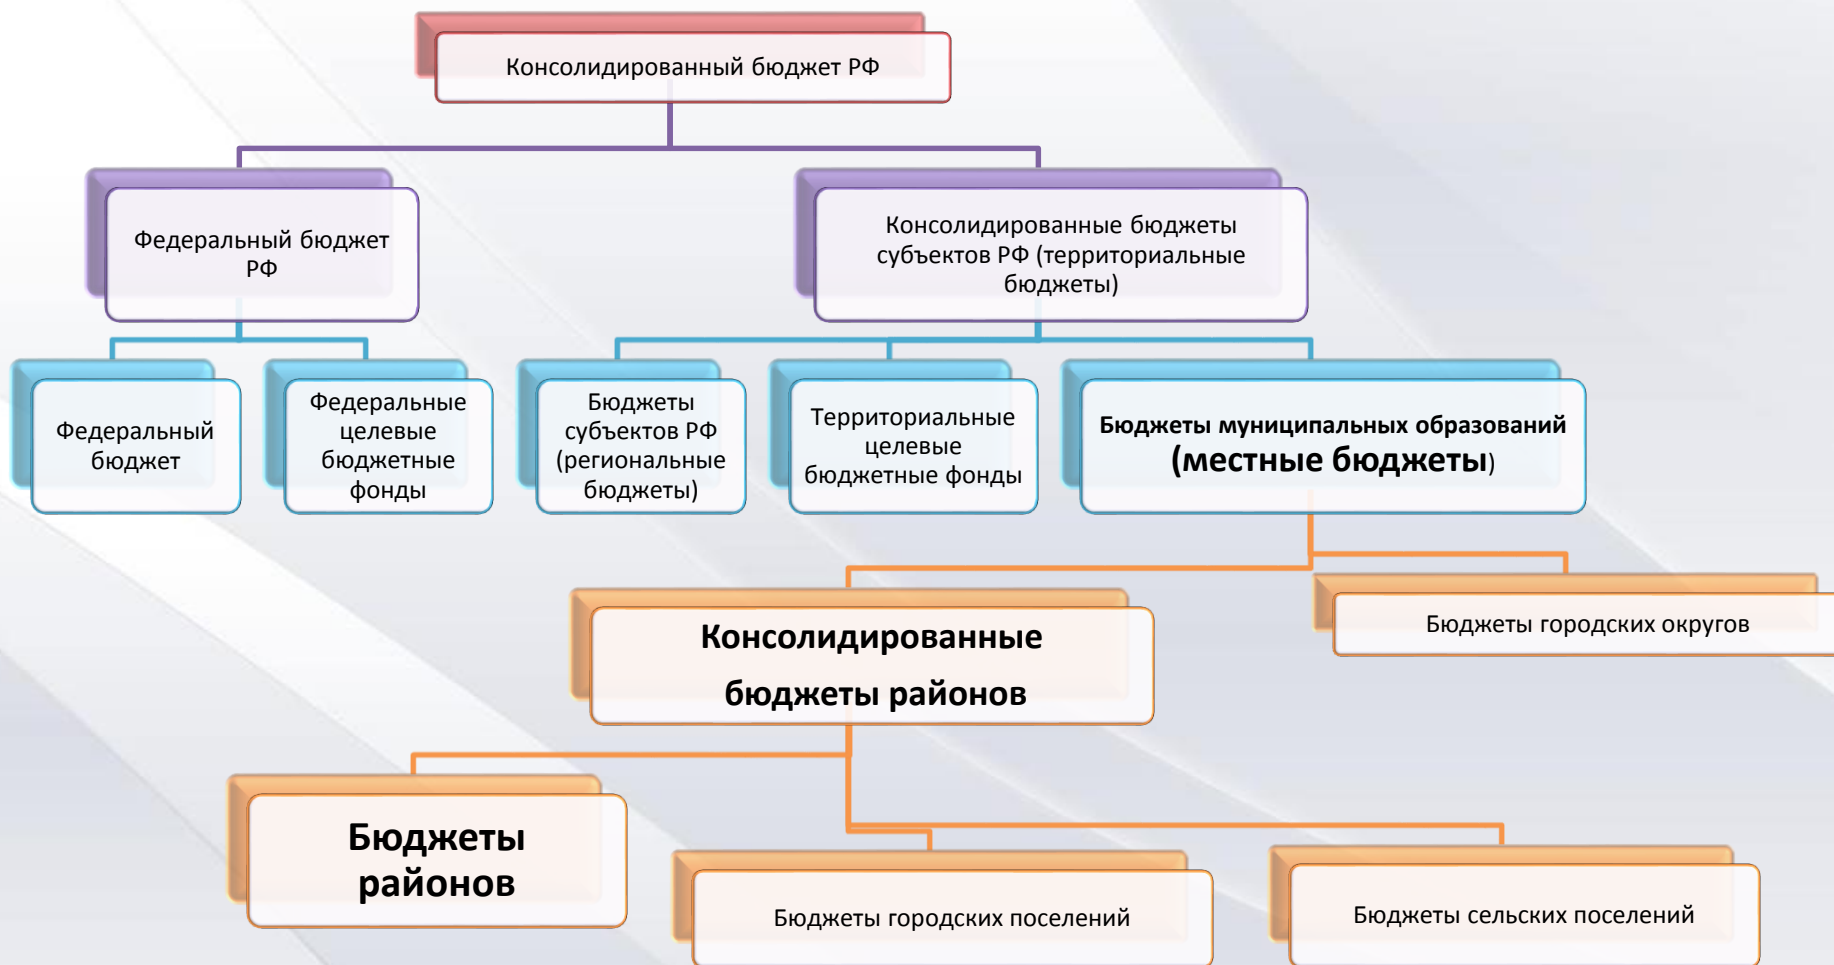 Консолидированный бюджет РФ
Федеральный бюджет
РФ
Консолидированные бюджеты
субъектов РФ (территориальные
бюджеты)
Федеральный
бюджет
Федеральные
целевые
бюджетные
фонды
Бюджеты
субъектов РФ
(региональные
бюджеты)
Территориальные
целевые
бюджетные фонды
Бюджеты муниципальных образований
(местные бюджеты)
Консолидированные
бюджеты районов
Бюджеты городских округов
Бюджеты
районов
Бюджеты городских поселений
Бюджеты сельских поселений